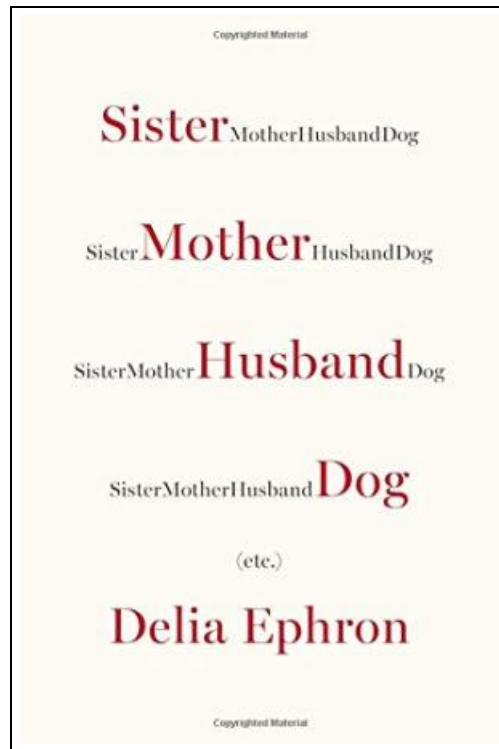 Copyrighted Material
SisterMotherHusbandDog
SisterMotherHusbandDog
SisterMotherHusbandDog
SisterMotherHusbandDog
(etc.)
Delia Ephron
Copyrighted Material